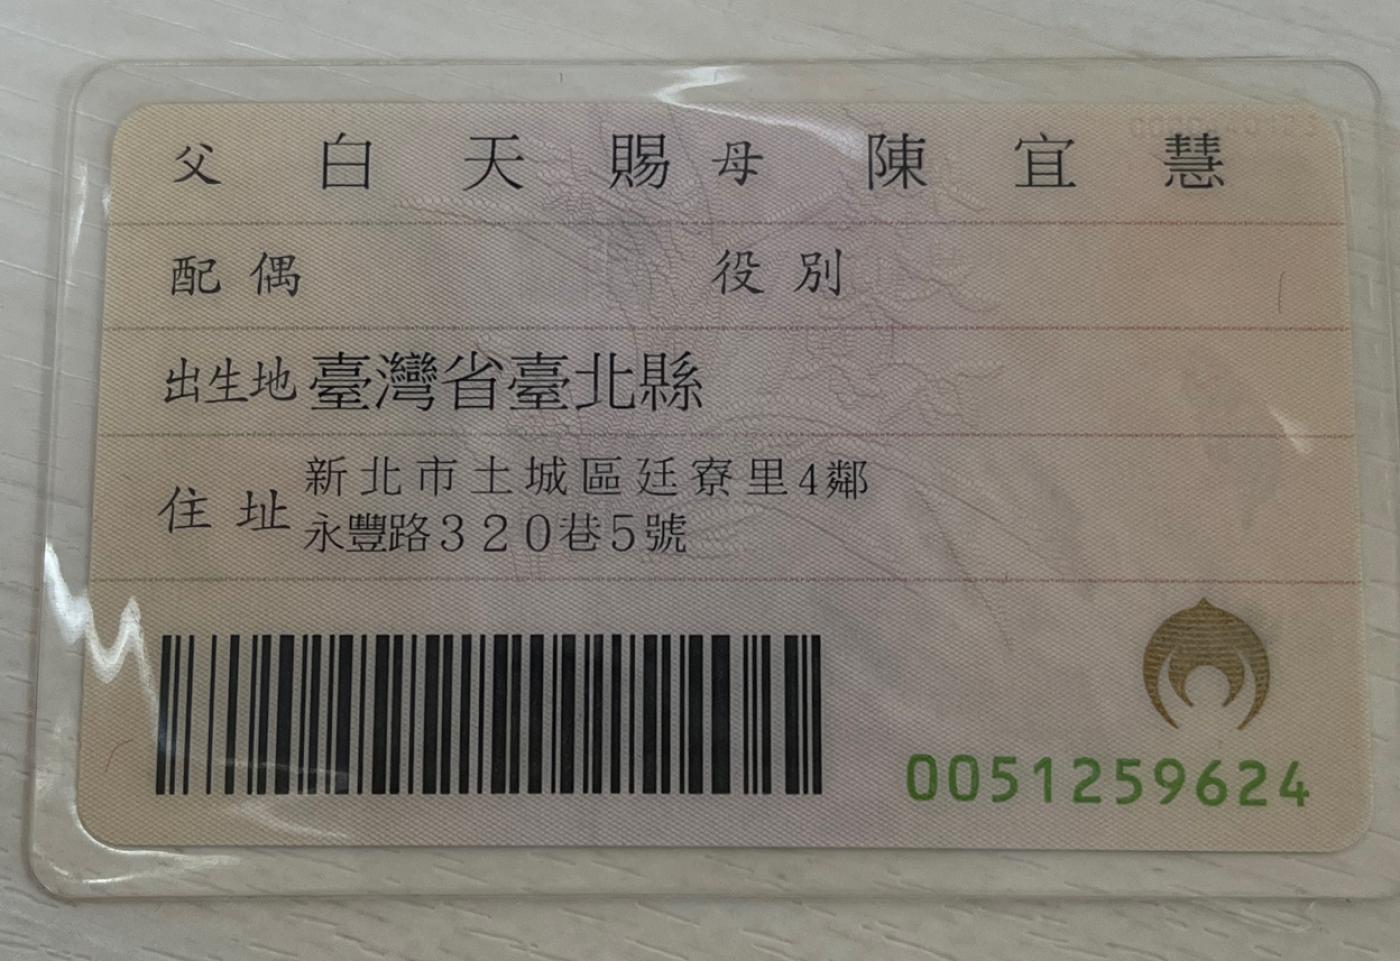 父 白 天 賜 母 陳 宜 慧
配偶 役別
出生地 臺灣省臺北縣
住址 新北市土城區廷寮里4鄰
永豐路320巷5號
0051259624